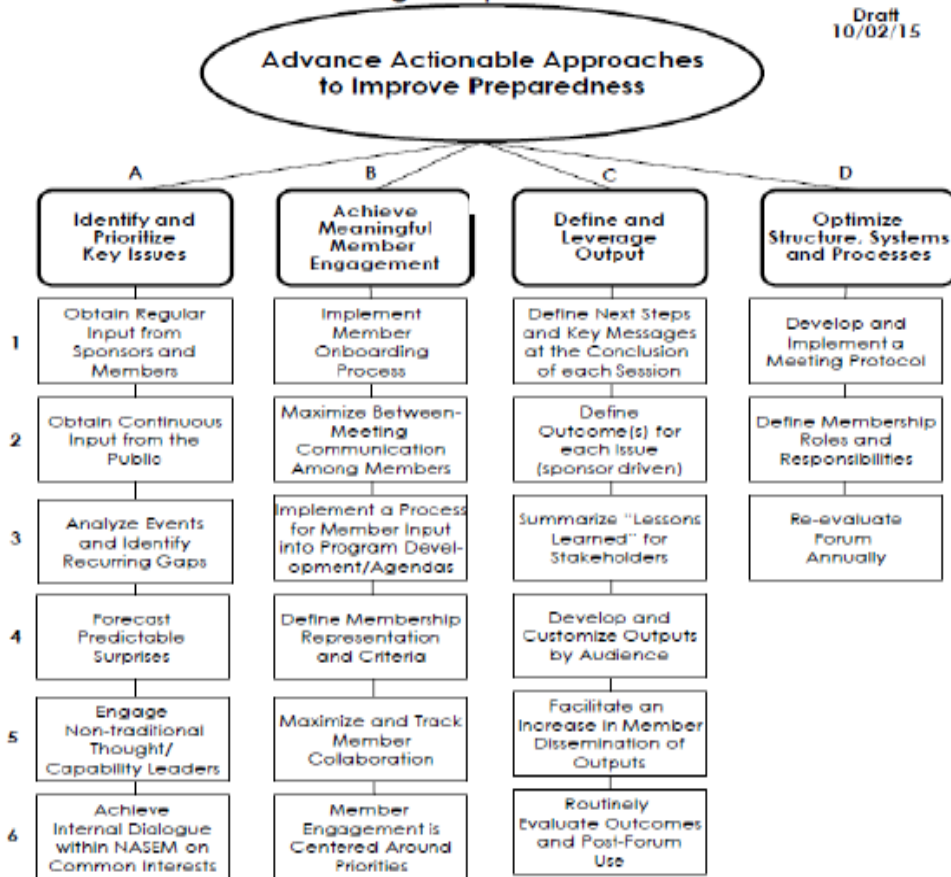 Draft
10/02/15
Advance Actionable Approaches
to Improve Preparedness
A
B
C
D
Identify and
Prioritize
Key Issues
Achieve
Meaningful
Member
Engagement
Define and
Leverage
Output
Optimize
Structure, Systems
and Processes
1
Obtain Regular
Input from
Sponsors and
Members
Implement
Member
Onboarding
Process
Define Next Steps
and Key Messages
at the Conclusion
of each Session
Develop and
Implement a
Meeting Protocol
2
Obtain Continuous
Input from the
Public
Maximize Between-
Meeting
Communication
Among Members
Define
Outcome(s) for
each Issue
(sponsor driven)
Define Membership
Roles and
Responsibilities
3
Analyze Events
and Identify
Recurring Gaps
Implement a Process
for Member Input
into Program Devel-
opment/Agendas
Summarize "Lessons
Learned" for
Stakeholders
Re-evaluate
Forum
Annually
4
Forecast
Predictable
Surprises
Define Membership
Representation
and Criteria
Develop and
Customize Outputs
by Audience
5
Engage
Non-traditional
Thought/
Capability Leaders
Maximize and Track
Member
Collaboration
Facilitate an
Increase in Member
Dissemination of
Outputs
6
Achieve
Internal Dialogue
within NASEM on
Common Interests
Member
Engagement is
Centered Around
Priorities
Routinely
Evaluate Outcomes
and Post-Forum
Use